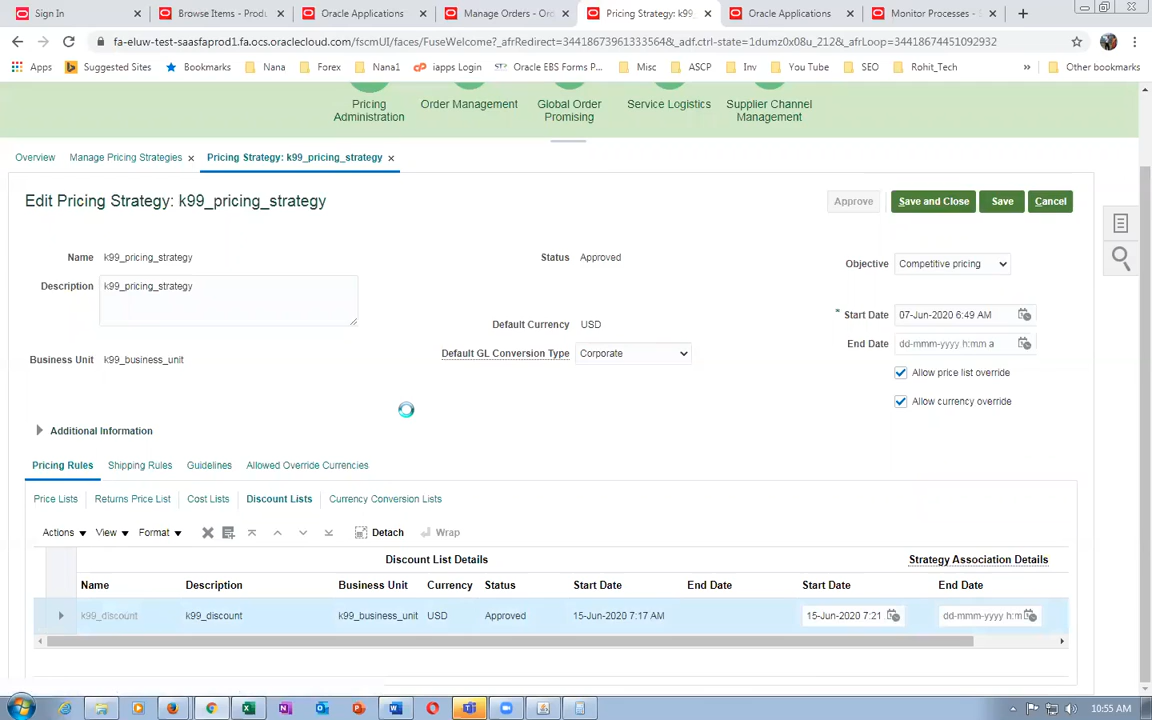 Sign In
Browse Items - Produ
Oracle Applications
Manage Orders - Orc
Pricing Strategy: k99_
Oracle Applications
Monitor Processes - S
fa-eluw-test-saasfaprod1.fa.ocs.oraclecloud.com/fscmUI/faces/FuseWelcome?_afrRedirect=344186739613335648&_adf.ctrl-state=1dumz0x08u_212&_afrLoop=34418674451092932
Apps
Suggested Sites
Bookmarks
Nana
Forex
Nana1
iapps Login
Oracle EBS Forms P...
Misc
ASCP
Inv
You Tube
SEO
Rohit_Tech
»
Other bookmarks
Pricing Administration
Order Management
Global Order Promising
Service Logistics
Supplier Channel Management
Overview
Manage Pricing Strategies
Pricing Strategy: k99_pricing_strategy
Edit Pricing Strategy: k99_pricing_strategy
Approve
Save and Close
Save
Cancel
Name k99_pricing_strategy
Status Approved
Objective Competitive pricing
Description k99_pricing_strategy
* Start Date 07-Jun-2020 6:49 AM
Default Currency USD
End Date dd-mmm-yyyy h:mm a
Business Unit k99_business_unit
Default GL Conversion Type Corporate
Allow price list override
Allow currency override
Additional Information
Pricing Rules
Shipping Rules
Guidelines
Allowed Override Currencies
Price Lists
Returns Price List
Cost Lists
Discount Lists
Currency Conversion Lists
Actions
View
Format
Detach
Wrap
Discount List Details
Strategy Association Details
Name
Description
Business Unit
Currency
Status
Start Date
End Date
Start Date
End Date
k99_discount
k99_discount
k99_business_unit
USD
Approved
15-Jun-2020 7:17 AM
15-Jun-2020 7:21
dd-mmm-yyyy h:m
10:55 AM